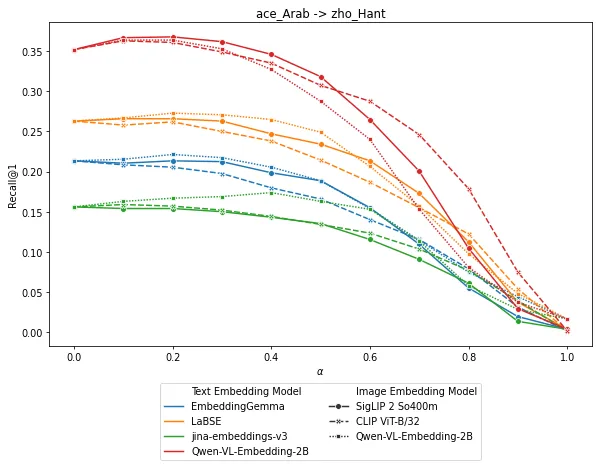 ace_Arab -> zho_Hant
0.35
0.30
0.25
0.20
0.15
0.10
0.05
0.00
Recall@1
0.0 0.2 0.4 0.6 0.8 1.0
α
Text Embedding Model
EmbeddingGemma
LaBSE
jina-embeddings-v3
Qwen-VL-Embedding-2B
Image Embedding Model
SigLIP 2 So400m
CLIP ViT-B/32
Qwen-VL-Embedding-2B